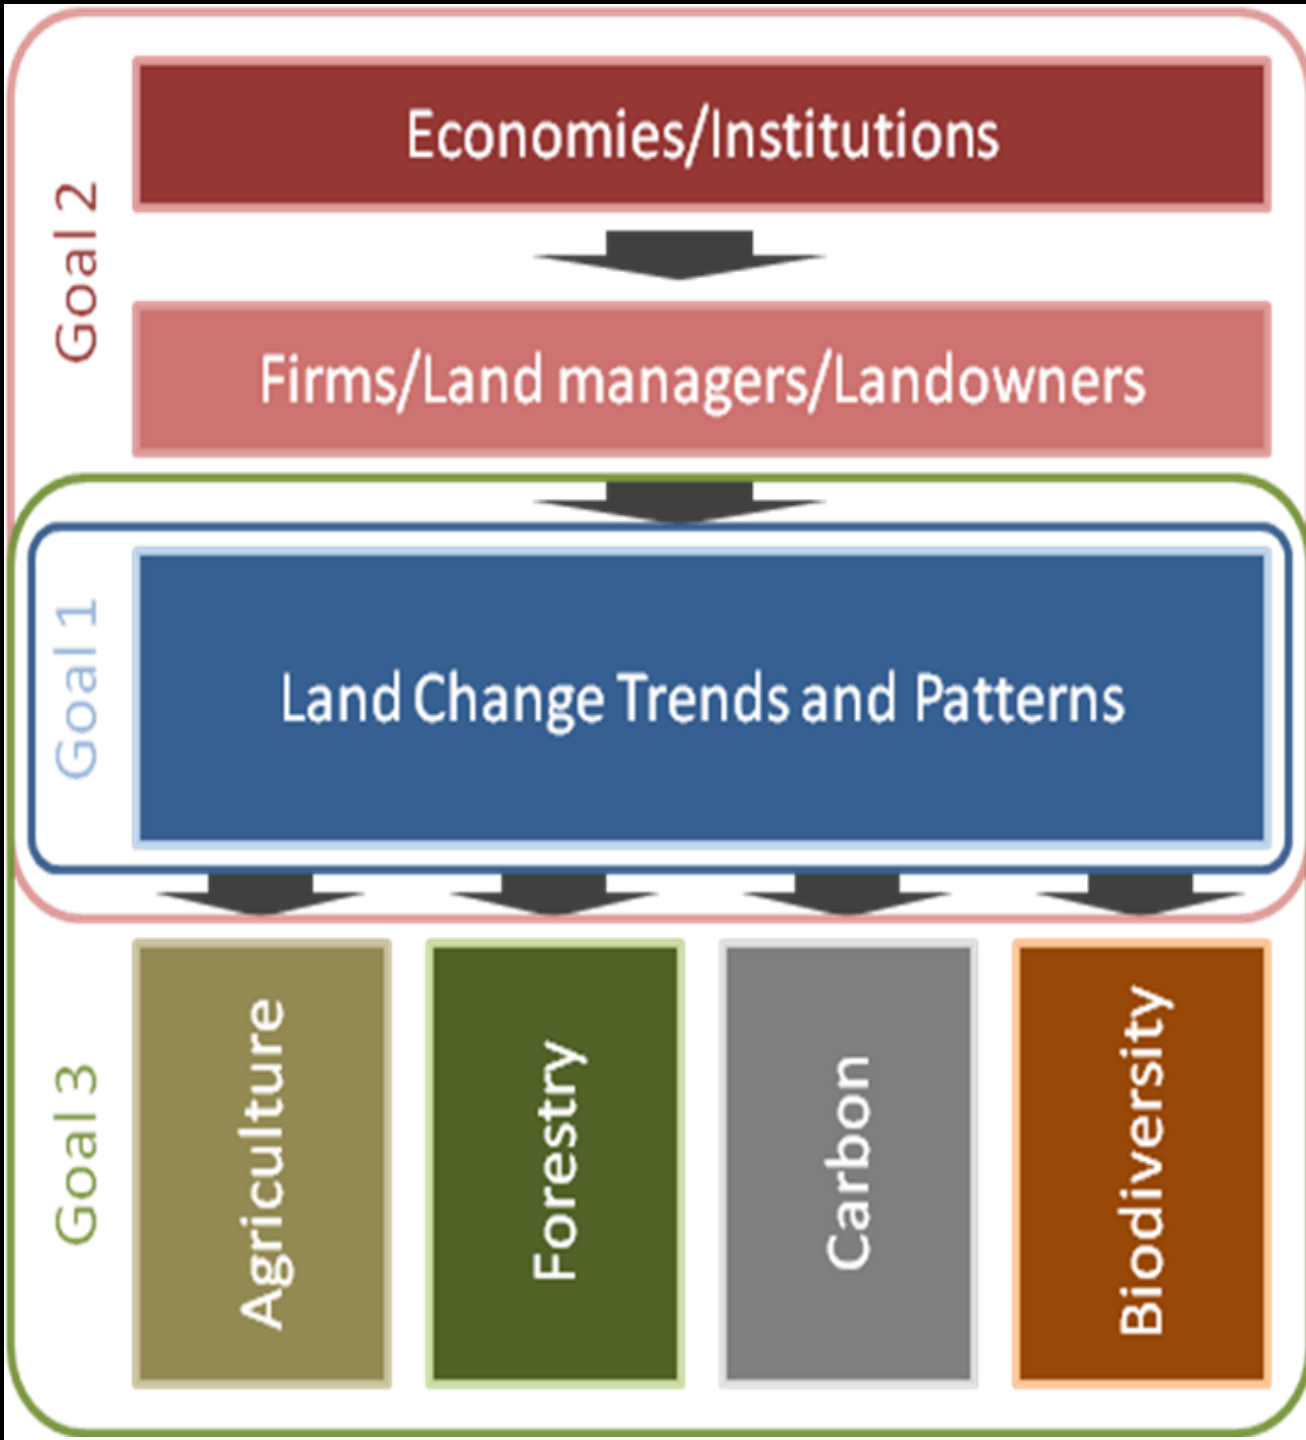 Goal 2
Economies/Institutions
Firms/Land managers/Landowners
Goal 1
Land Change Trends and Patterns
Goal 3
Agriculture
Forestry
Carbon
Biodiversity